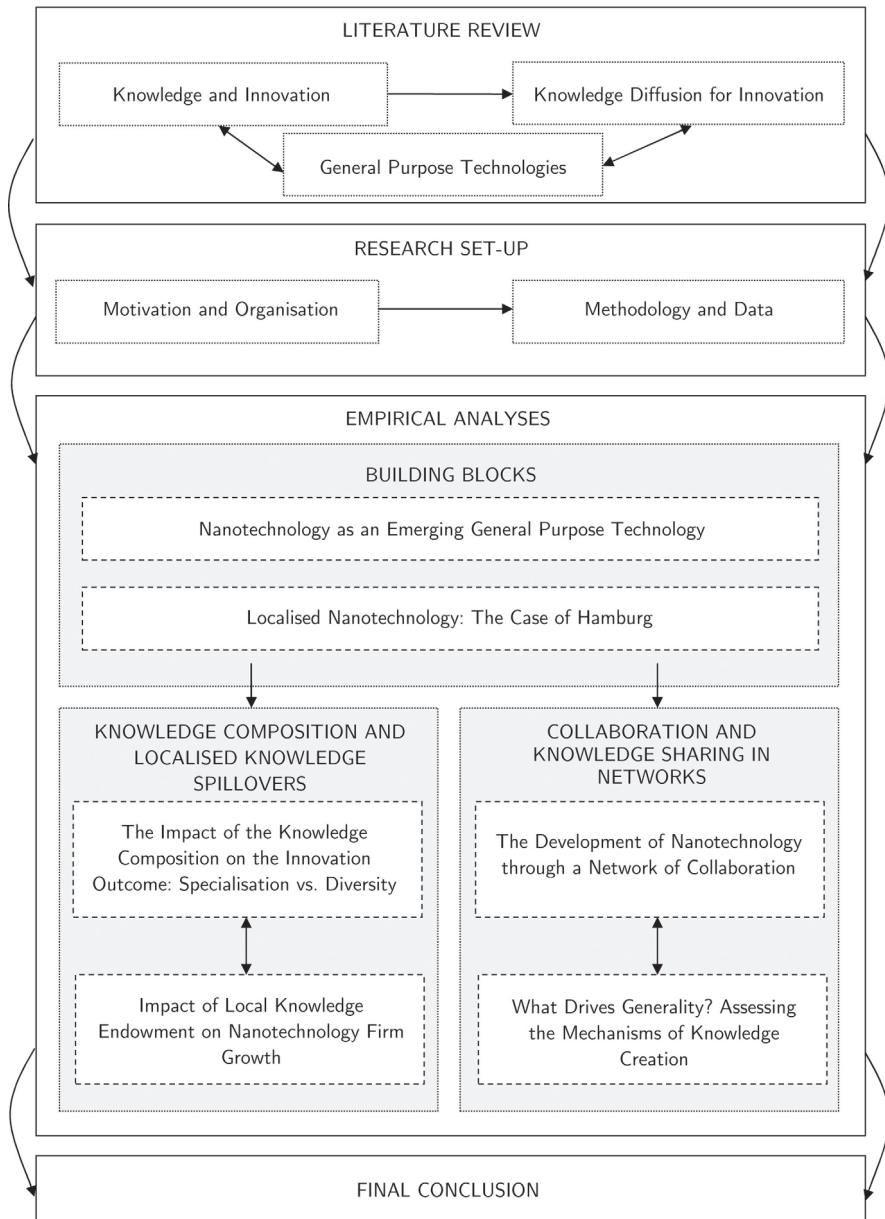 LITERATURE REVIEW
Knowledge and Innovation
Knowledge Diffusion for Innovation
General Purpose Technologies
RESEARCH SET-UP
Motivation and Organisation
Methodology and Data
EMPIRICAL ANALYSES
BUILDING BLOCKS
Nanotechnology as an Emerging General Purpose Technology
Localised Nanotechnology: The Case of Hamburg
KNOWLEDGE COMPOSITION AND
LOCALISED KNOWLEDGE
SPILLOVERS
The Impact of the Knowledge
Composition on the Innovation
Outcome: Specialisation vs. Diversity
Impact of Local Knowledge
Endowment on Nanotechnology Firm
Growth
COLLABORATION AND
KNOWLEDGE SHARING IN
NETWORKS
The Development of Nanotechnology
through a Network of Collaboration
What Drives Generality? Assessing
the Mechanisms of Knowledge
Creation
FINAL CONCLUSION